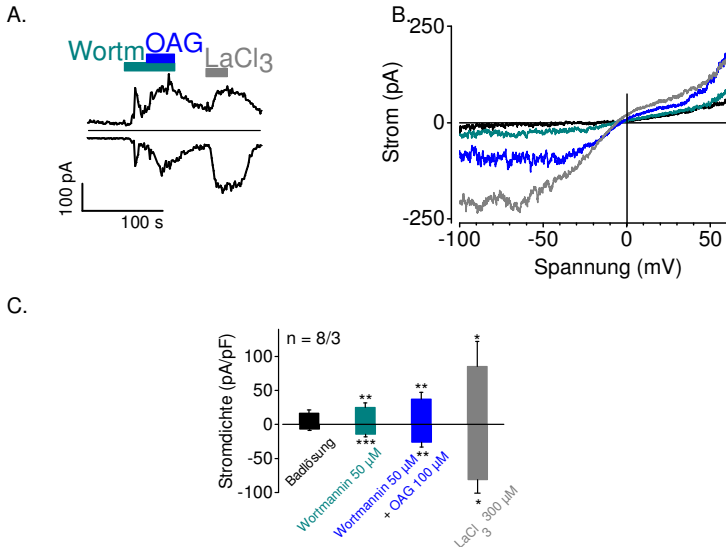 A.
Wortm OAG LaCl3
100 pA
100 s
B.
250
0
-250
Strom (pA)
-100 -50 0 50
Spannung (mV)
C.
n = 8/3
Stromdichte (pA/pF)
100
50
0
50
-100
** ** *
*** ** *
Badlösung
Wortmannin 50 µM
Wortmannin 50 µM
+ OAG 100 µM
LaCl3 300 µM